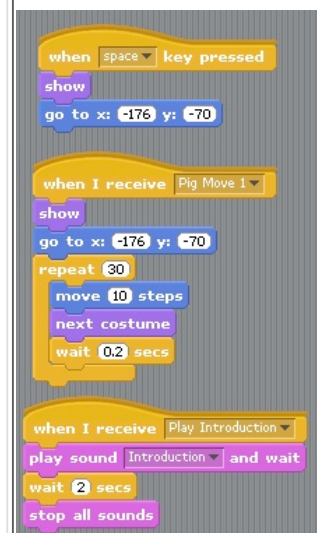 when space key pressed
show
go to x: -176 y: -70
when I receive Pig Move 1
show
go to x: -176 y: -70
repeat 30
move 10 steps
next costume
wait 0.2 secs
when I receive Play Introduction
play sound Introduction and wait
wait 2 secs
stop all sounds